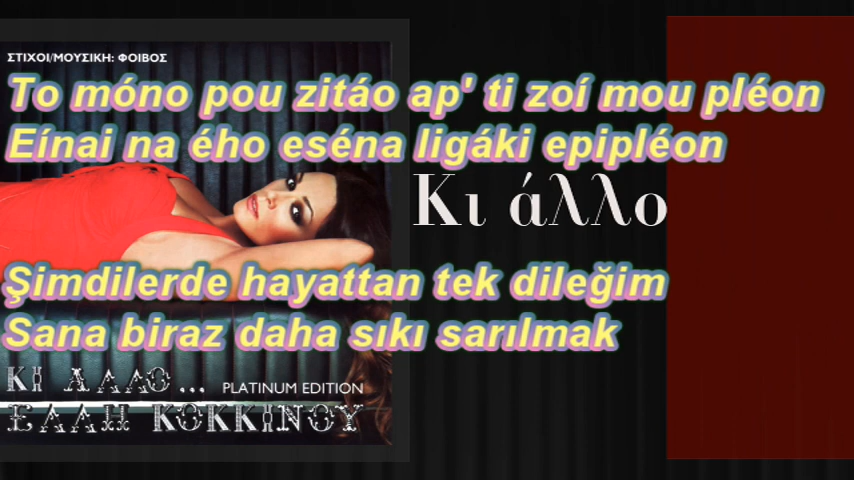 ΣΤΙΧΟΙ/ΜΟΥΣΙΚΗ: ΦΟΙΒΟΣ
To móno pou zitáo ap' ti zoí mou pléon
Eínai na ého eséna ligáki epipléon
Κι άλλο
Şimdilerde hayattan tek dileğim
Sana biraz daha sıkı sarılmak
ΚΙ ΑΛΛΟ... PLATINUM EDITION
ΕΛΛΗ ΚΟΚΚΙΝΟΥ